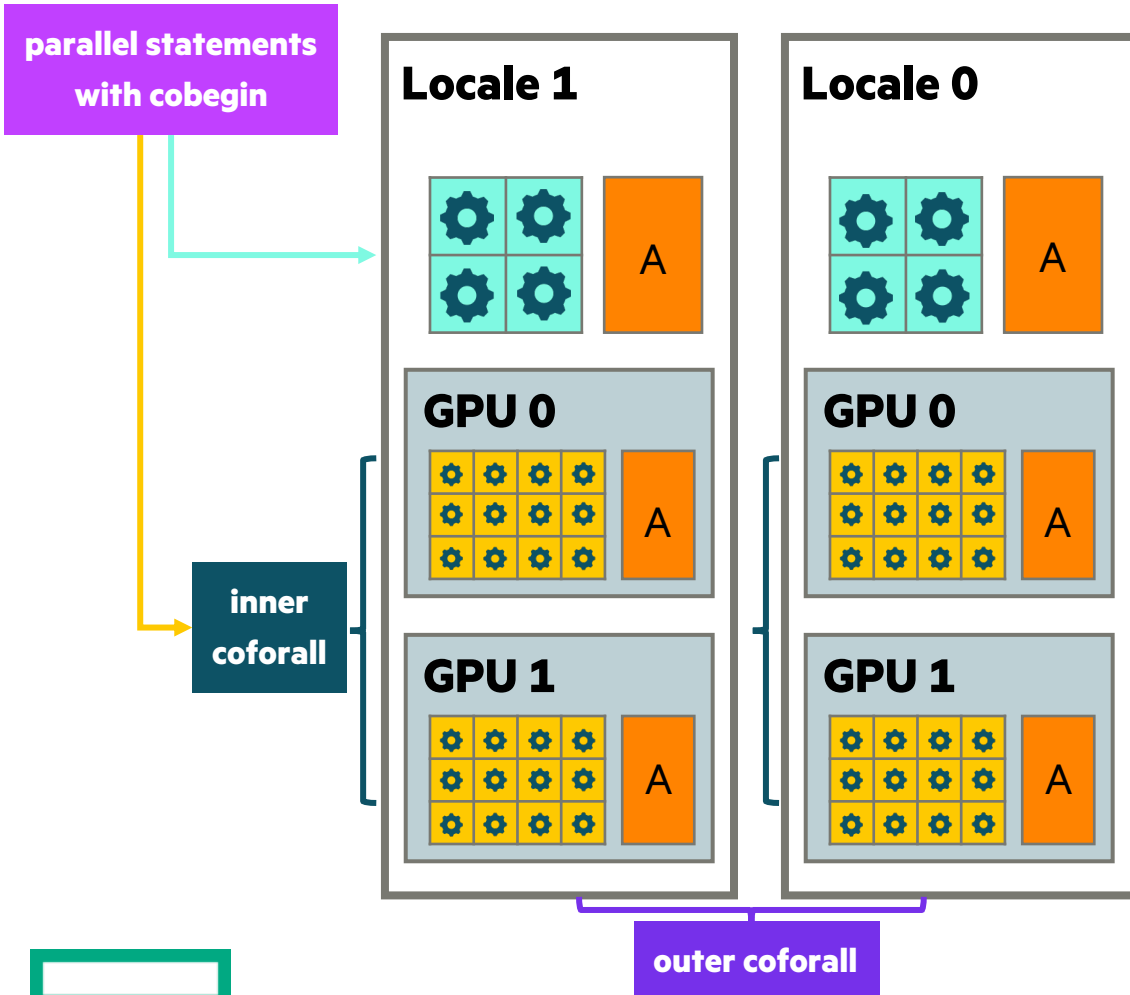 parallel statements
with cobegin
Locale 1
A
GPU 0
A
GPU 1
A
Locale 0
A
GPU 0
A
GPU 1
A
inner
coforall
outer coforall